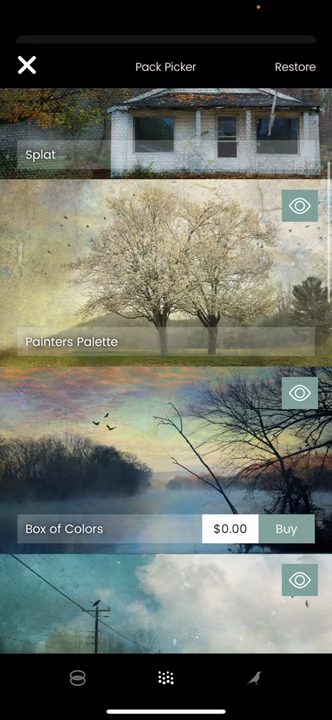 Pack Picker
Restore
Splat
Painters Palette
Box of Colors
$0.00
Buy